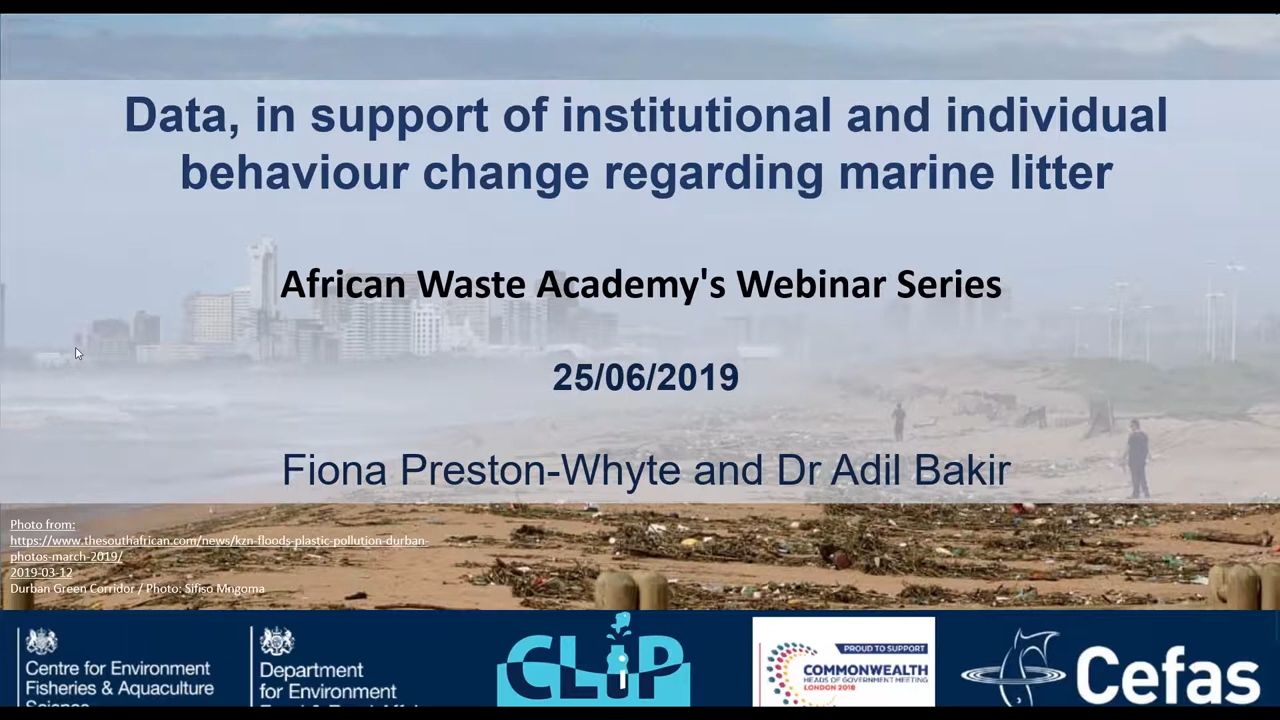 Data, in support of institutional and individual
behaviour change regarding marine litter
African Waste Academy's Webinar Series
25/06/2019
Fiona Preston-Whyte and Dr Adil Bakir
Photo from:
https://www.thesouthafrican.com/news/kzn-floods-plastic-pollution-durban-
photos-march-2019/
2019-03-12
Durban Green Corridor / Photo: Sifiso Mngoma
Centre for Environment
Fisheries & Aquaculture
Science
Department
for Environment
CLiP
PROUD TO SUPPORT
COMMONWEALTH
HEADS OF GOVERNMENT MEETING
LONDON 2018
Cefas